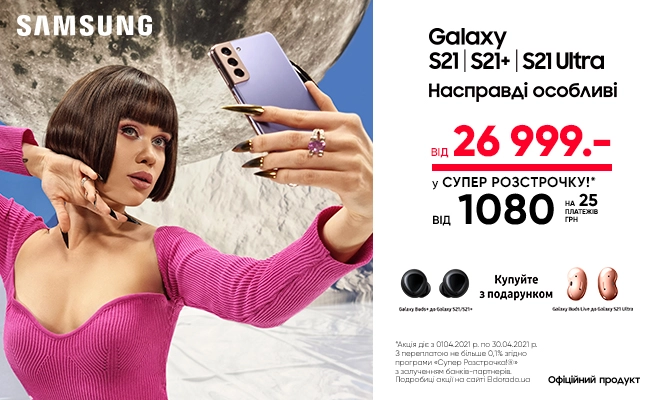 SAMSUNG
Galaxy
S21 | S21+ | S21 Ultra
Насправді особливі
ВІД 26 999.-
у СУПЕР РОЗСТРОЧКУ!*
ВІД 1080 НА 25
ПЛАТЕЖІВ
ГРН
Купуйте
з подарунком
Galaxy Buds+ до Galaxy S21/S21+
Galaxy Buds Live до Galaxy S21 Ultra
*Акція діє з 01.04.2021 р. по 30.04.2021 р.
З переплатою не більше 0,1% згідно
програми «Супер Розстрочка!®»
з залученням банків-партнерів.
Подробиці акції на сайті Eldorado.ua
Офіційний продукт